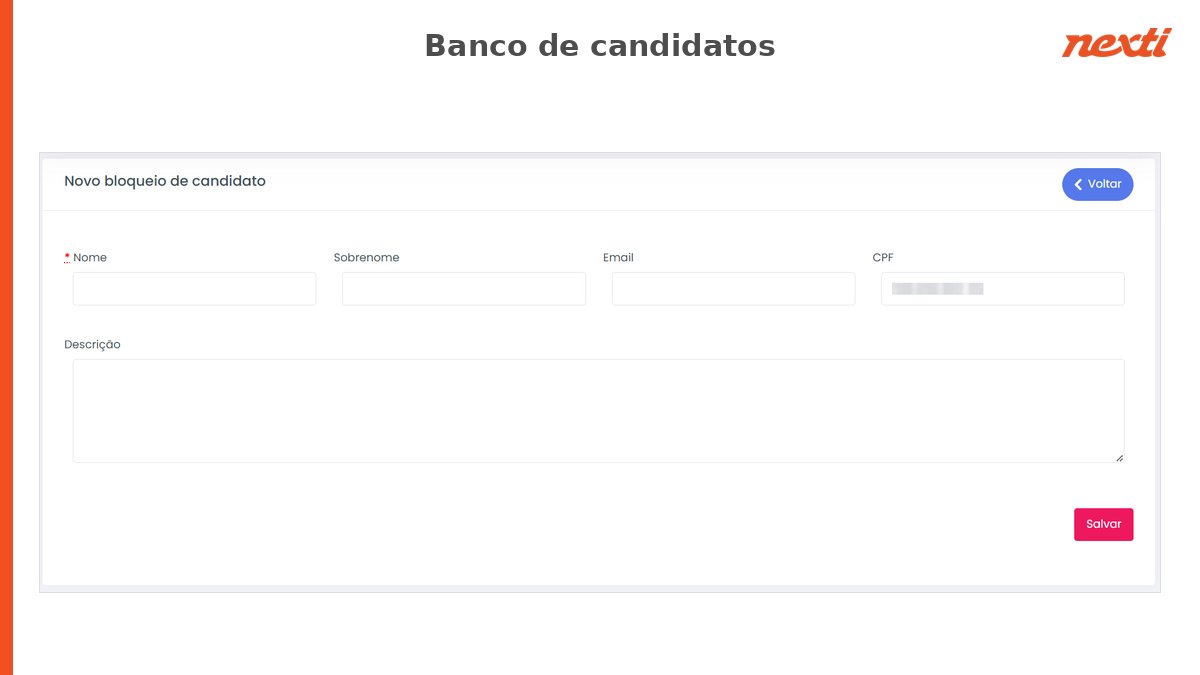 Banco de candidatos
nexti
Novo bloqueio de candidato
Voltar
* Nome
Sobrenome
Email
CPF
Descrição
Salvar